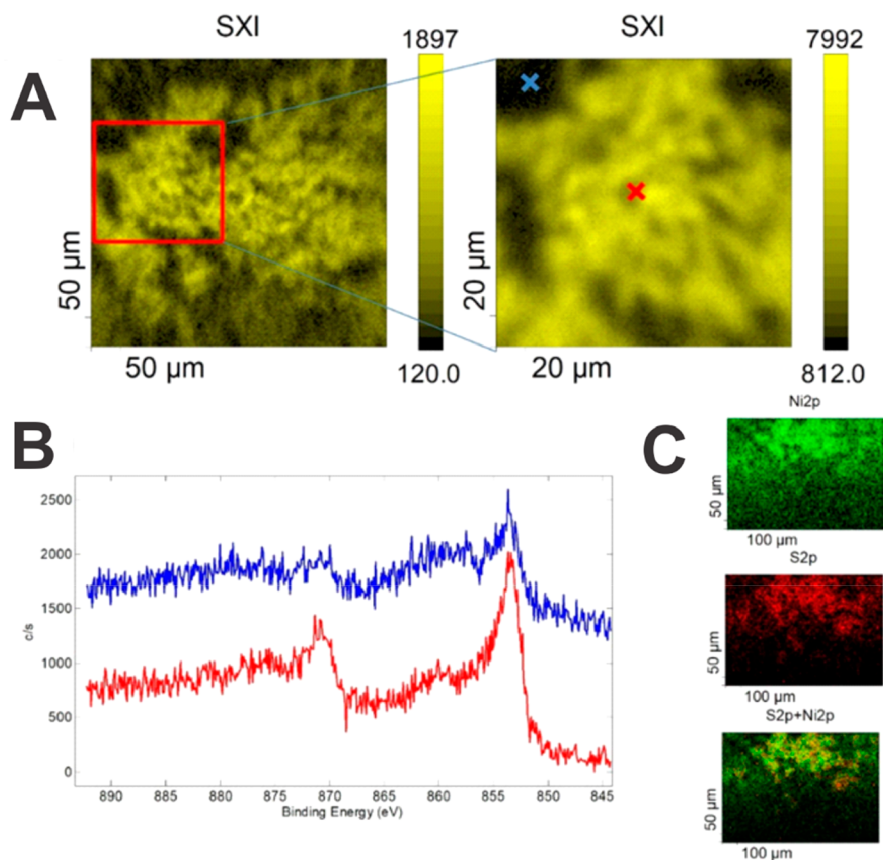 A
SXI
1897
50 µm
50 µm
120.0
SXI
7992
20 µm
20 µm
812.0
B
2500
2000
1500
1000
500
0
c/s
890 885 880 875 870 865 860 855 850 845
Binding Energy (eV)
C
Ni2p
50 µm
100 µm
S2p
50 µm
100 µm
S2p+Ni2p
50 µm
100 µm